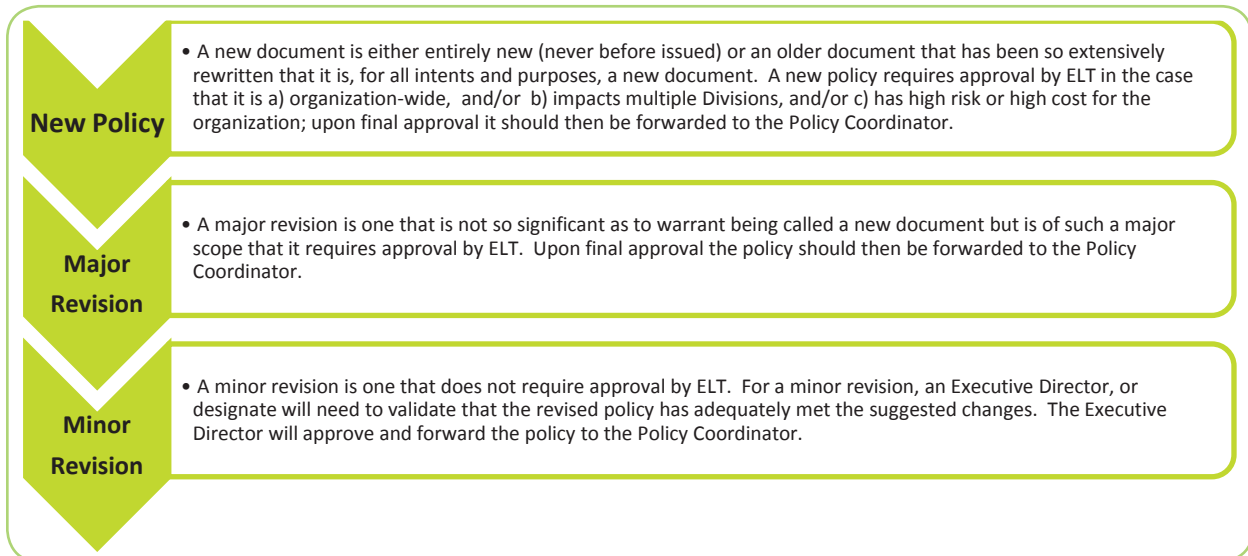 New Policy
• A new document is either entirely new (never before issued) or an older document that has been so extensively
rewritten that it is, for all intents and purposes, a new document.  A new policy requires approval by ELT in the case
that it is a) organization-wide,  and/or  b) impacts multiple Divisions, and/or c) has high risk or high cost for the
organization; upon final approval it should then be forwarded to the Policy Coordinator.
Major
Revision
• A major revision is one that is not so significant as to warrant being called a new document but is of such a major
scope that it requires approval by ELT.  Upon final approval the policy should then be forwarded to the Policy
Coordinator.
Minor
Revision
• A minor revision is one that does not require approval by ELT.  For a minor revision, an Executive Director, or
designate will need to validate that the revised policy has adequately met the suggested changes.  The Executive
Director will approve and forward the policy to the Policy Coordinator.